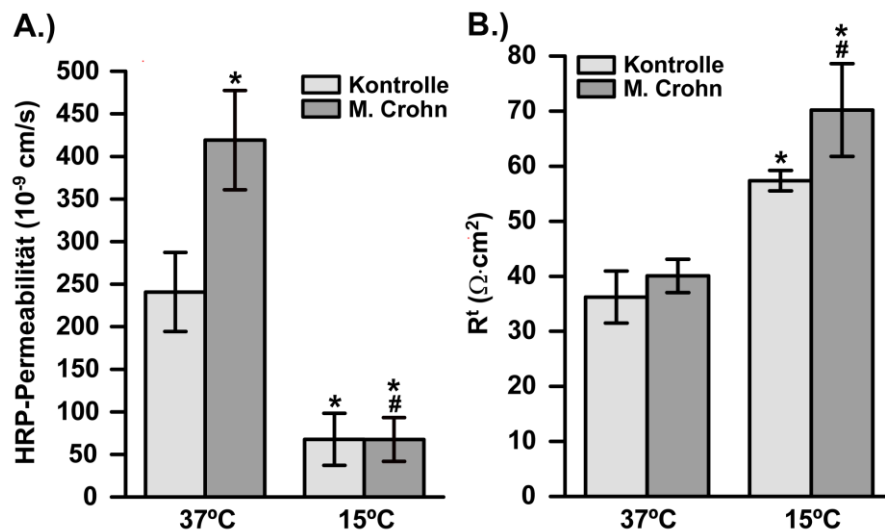 A.)
HRP-Permeabilität (10⁻⁹ cm/s)
500
450
400
350
300
250
200
150
100
50
0
Kontrolle
M. Crohn
*
*
*
#
37ºC
15ºC
B.)
Rᵗ (Ω·cm²)
80
70
60
50
40
30
20
10
0
Kontrolle
M. Crohn
*
*
#
37ºC
15ºC